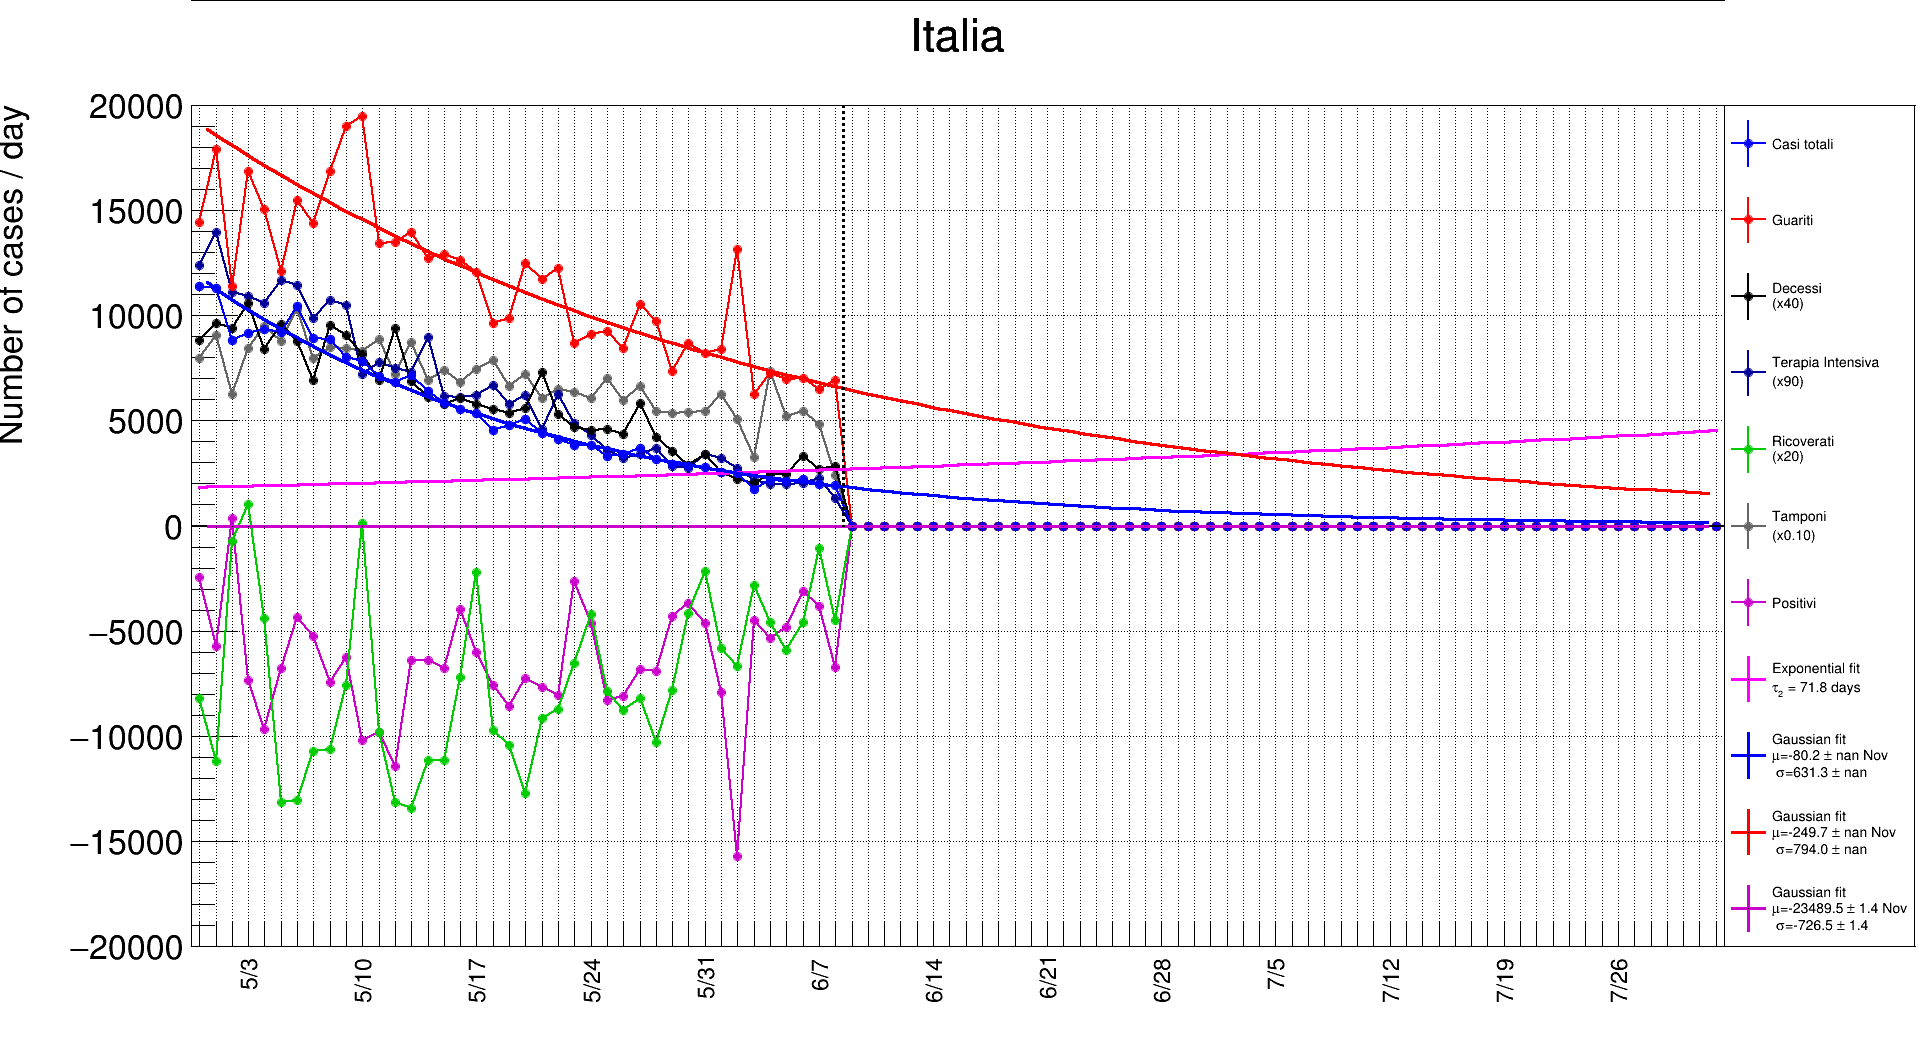 Italia
Number of cases / day
20000
15000
10000
5000
0
−5000
−10000
−15000
−20000
5/3
5/10
5/17
5/24
5/31
6/7
6/14
6/21
6/28
7/5
7/12
7/19
7/26
Casi totali
Guariti
Decessi
(x40)
Terapia Intensiva
(x90)
Ricoverati
(x20)
Tamponi
(x0.10)
Positivi
Exponential fit
τ2 = 71.8 days
Gaussian fit
μ=-80.2 ± nan Nov
σ=631.3 ± nan
Gaussian fit
μ=-249.7 ± nan Nov
σ=794.0 ± nan
Gaussian fit
μ=-23489.5 ± 1.4 Nov
σ=-726.5 ± 1.4